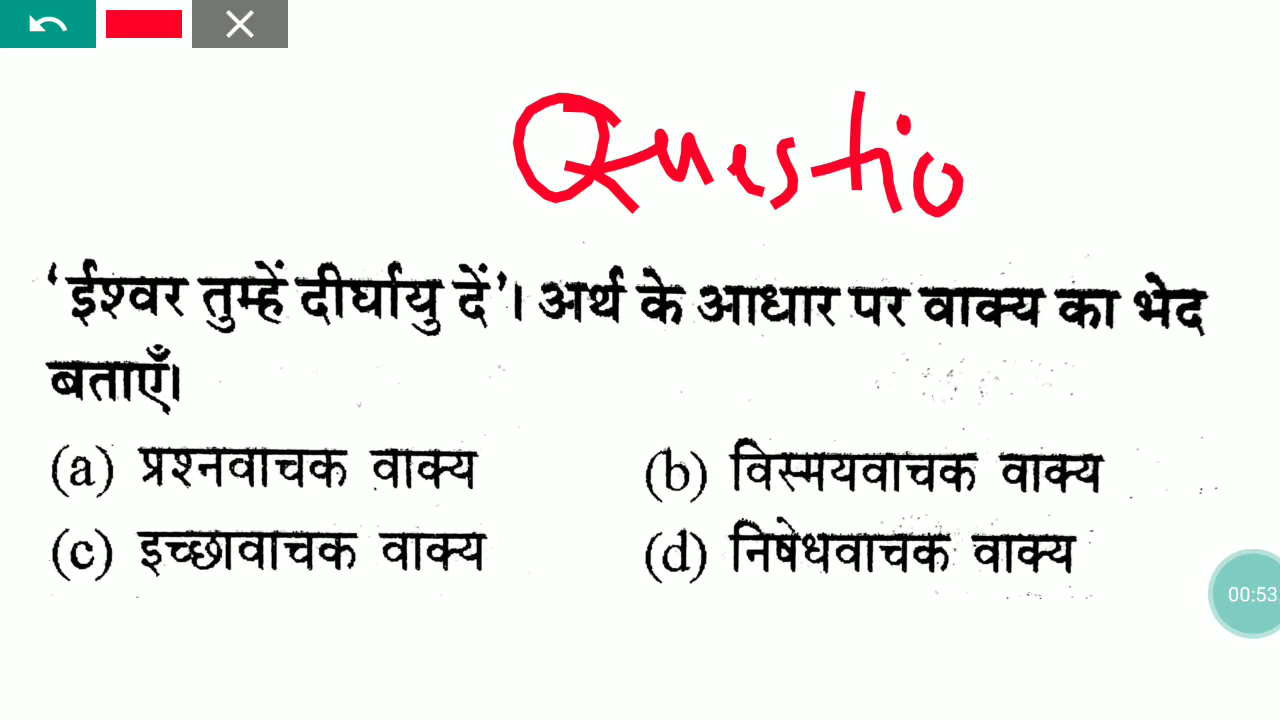 Questio
'ईश्वर तुम्हें दीर्घायु दें'। अर्थ के आधार पर वाक्य का भेद
बताएँ।
(a) प्रश्नवाचक वाक्य (b) विस्मयवाचक वाक्य
(c) इच्छावाचक वाक्य (d) निषेधवाचक वाक्य
00:53